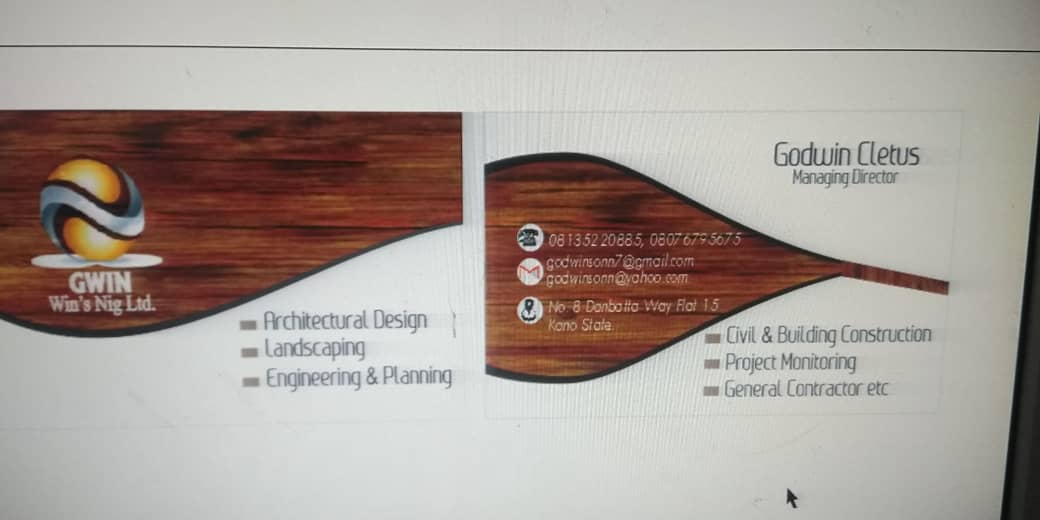 GWIN
Win's Nig Ltd.
Architectural Design
Landscaping
Engineering & Planning
Godwin Cletus
Managing Director
08135220885, 08076795675
godwinsonn7@gmail.com
godwinsonn@yahoo.com
No. 8 Danbatta Way Flat 15
Kano State.
Civil & Building Construction
Project Monitoring
General Contractor etc